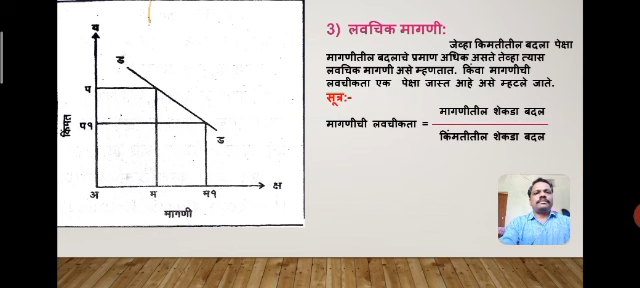 य
ड
प
प१
किंमत
ड
अ
म
म१
क्ष
मागणी
3) लवचिक मागणी:
जेव्हा किमतीतील बदला पेक्षा
मागणीतील बदलाचे प्रमाण अधिक असते तेव्हा त्यास
लवचिक मागणी असे म्हणतात. किंवा मागणीची
लवचीकता एक पेक्षा जास्त आहे असे म्हटले जाते.
सूत्र:-
मागणीतील शेकडा बदल
मागणीची लवचीकता =
किंमतीतील शेकडा बदल